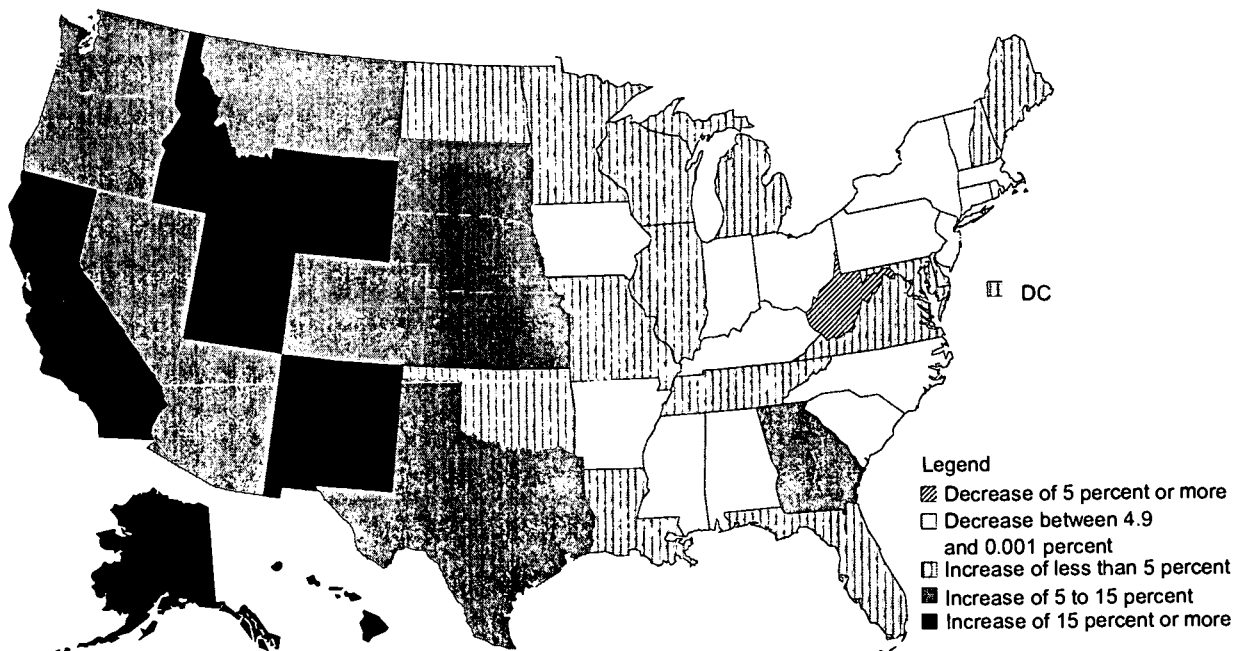 DC
Legend
Decrease of 5 percent or more
Decrease between 4.9
and 0.001 percent
Increase of less than 5 percent
Increase of 5 to 15 percent
Increase of 15 percent or more